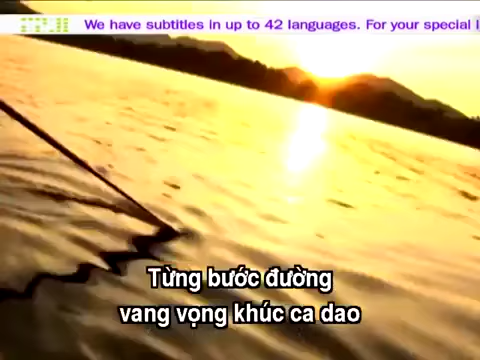 We have subtitles in up to 42 languages. For your special
Từng bước đường
vang vọng khúc ca dao